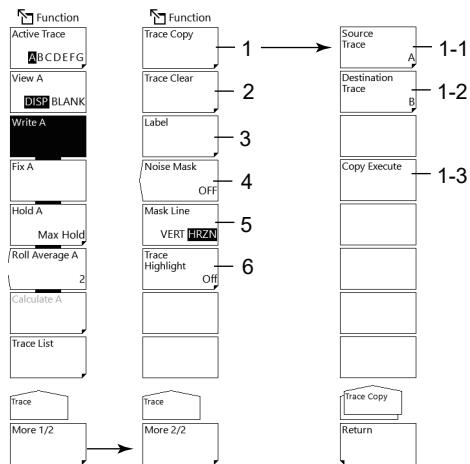 Function
Active Trace
ABCDEFG
View A
DISP BLANK
Write A
Fix A
Hold A
Max Hold
Roll Average A
2
Calculate A
Trace List
Trace
More 1/2
Function
Trace Copy
1
Trace Clear
2
Label
3
Noise Mask
OFF
4
Mask Line
VERT HRZN
5
Trace
Highlight
Off
6
Trace
More 2/2
Source
Trace
A
1-1
Destination
Trace
B
1-2
Copy Execute
1-3
Trace Copy
Return